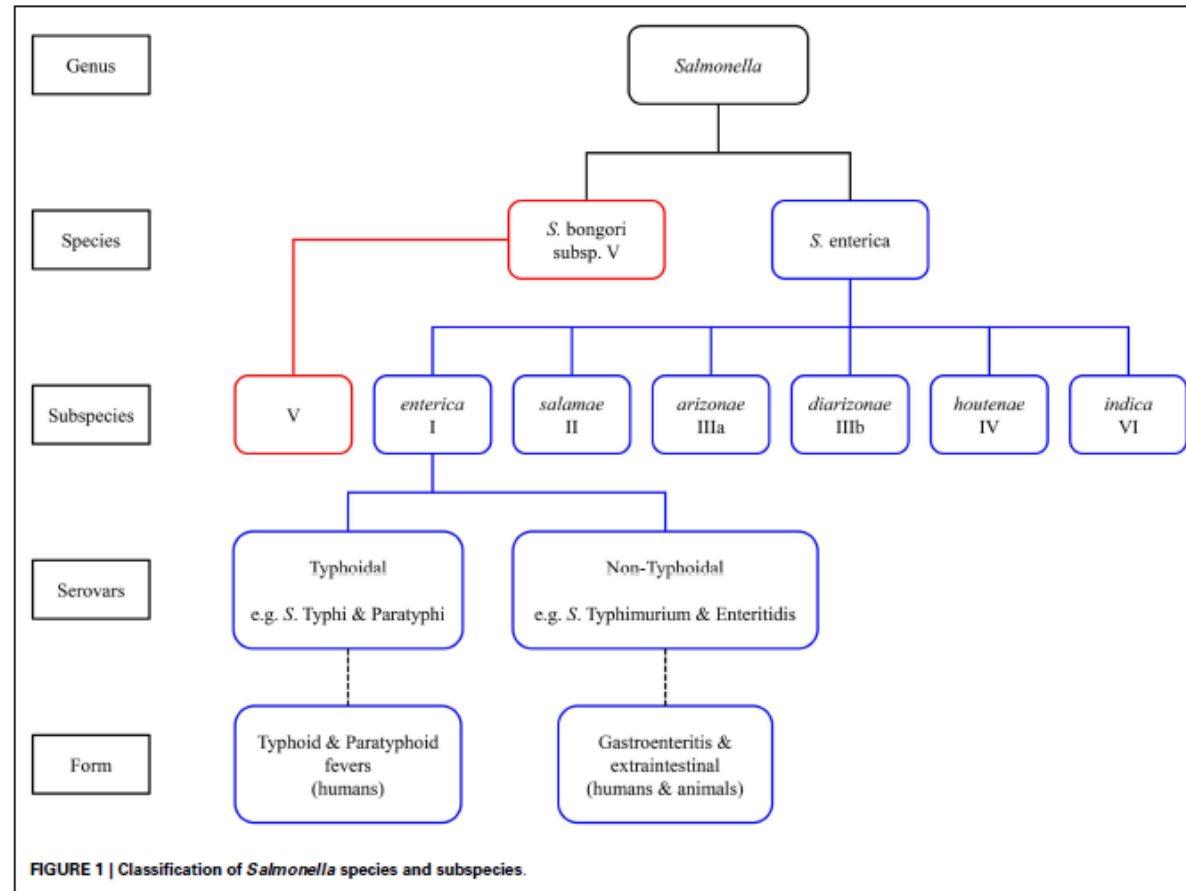 Genus
Salmonella
Species
S. bongori
subsp. V
S. enterica
Subspecies
V
enterica
I
salamae
II
arizonae
IIIa
diarizonae
IIIb
houtenae
IV
indica
VI
Serovars
Typhoidal
e.g. S. Typhi & Paratyphi
Non-Typhoidal
e.g. S. Typhimurium & Enteritidis
Form
Typhoid & Paratyphoid
fevers
(humans)
Gastroenteritis &
extraintestinal
(humans & animals)
FIGURE 1 | Classification of Salmonella species and subspecies.